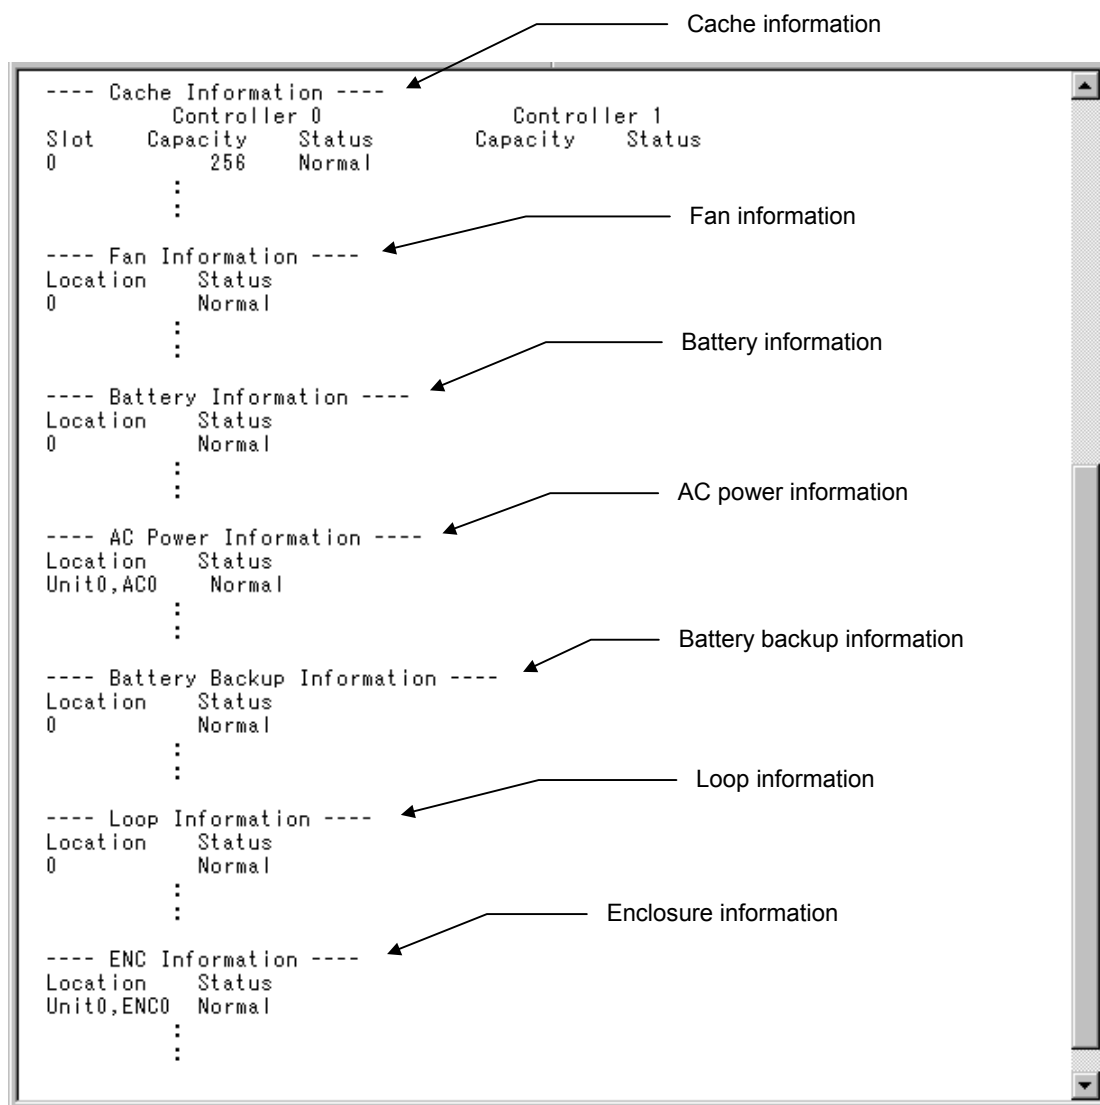 Cache information
---- Cache Information ----
Controller 0 Controller 1
Slot Capacity Status Capacity Status
0 256 Normal
:
:
Fan information
---- Fan Information ----
Location Status
0 Normal
:
:
Battery information
---- Battery Information ----
Location Status
0 Normal
:
:
AC power information
---- AC Power Information ----
Location Status
Unit0,AC0 Normal
:
:
Battery backup information
---- Battery Backup Information ----
Location Status
0 Normal
:
:
Loop information
---- Loop Information ----
Location Status
0 Normal
:
:
Enclosure information
---- ENC Information ----
Location Status
Unit0,ENC0 Normal
:
: